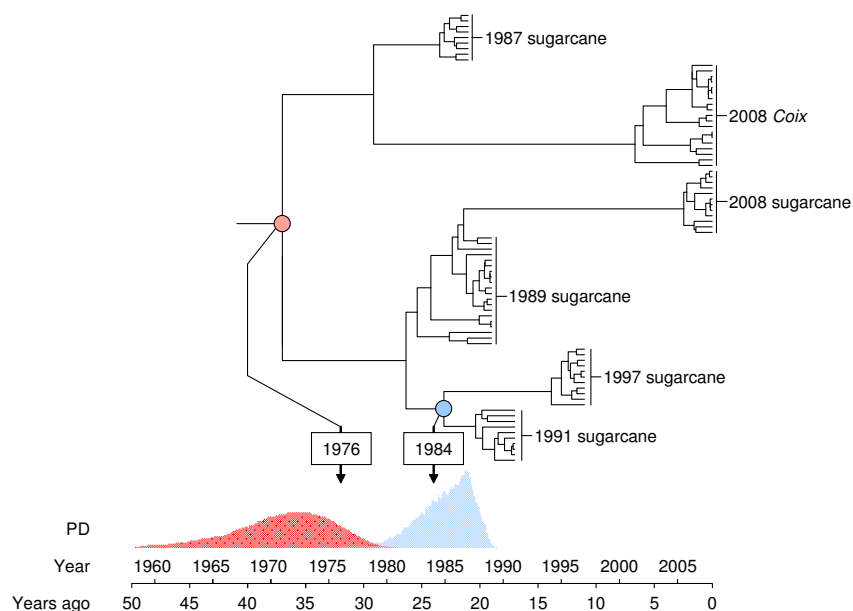 1987 sugarcane
2008 Coix
2008 sugarcane
1989 sugarcane
1997 sugarcane
1991 sugarcane
1976 1984
PD
Year 1960 1965 1970 1975 1980 1985 1990 1995 2000 2005
Years ago 50 45 40 35 30 25 20 15 10 5 0